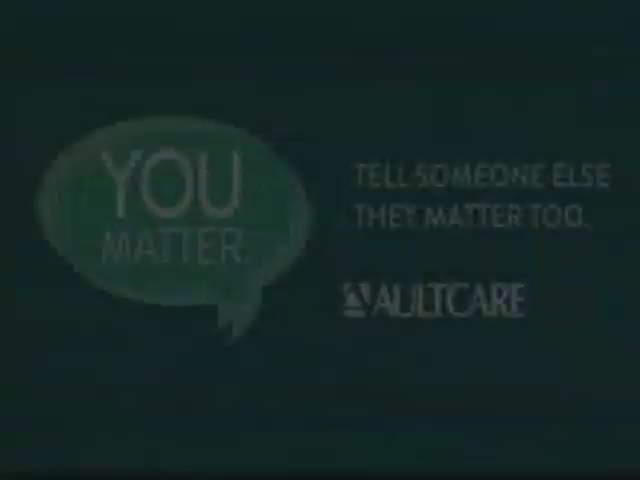 YOU
MATTER.
TELL SOMEONE ELSE
THEY MATTER TOO.
AULTCARE